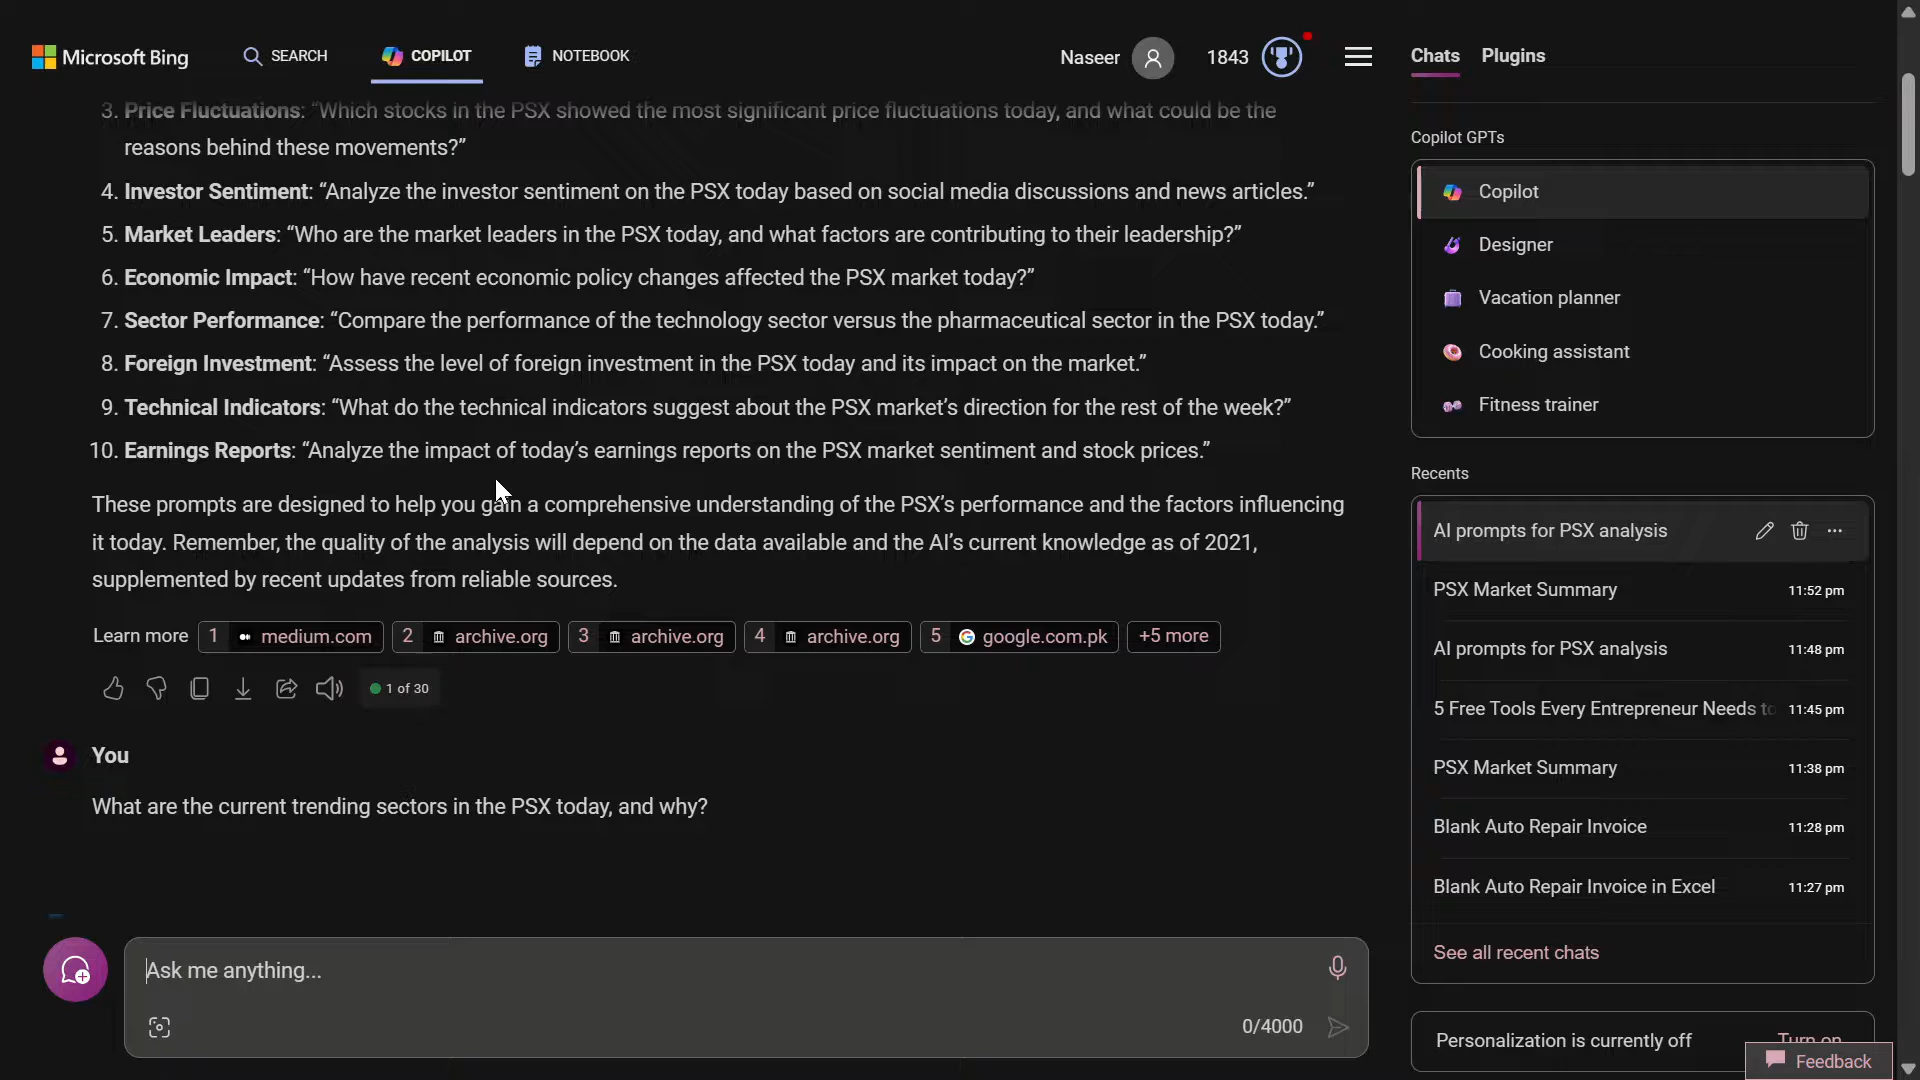 Microsoft Bing
SEARCH
COPILOT
NOTEBOOK
Naseer
1843
3. Price Fluctuations: “Which stocks in the PSX showed the most significant price fluctuations today, and what could be the
reasons behind these movements?”
4. Investor Sentiment: “Analyze the investor sentiment on the PSX today based on social media discussions and news articles.”
5. Market Leaders: “Who are the market leaders in the PSX today, and what factors are contributing to their leadership?”
6. Economic Impact: “How have recent economic policy changes affected the PSX market today?”
7. Sector Performance: “Compare the performance of the technology sector versus the pharmaceutical sector in the PSX today.”
8. Foreign Investment: “Assess the level of foreign investment in the PSX today and its impact on the market.”
9. Technical Indicators: “What do the technical indicators suggest about the PSX market’s direction for the rest of the week?”
10. Earnings Reports: “Analyze the impact of today’s earnings reports on the PSX market sentiment and stock prices.”
These prompts are designed to help you gain a comprehensive understanding of the PSX’s performance and the factors influencing
it today. Remember, the quality of the analysis will depend on the data available and the AI’s current knowledge as of 2021,
supplemented by recent updates from reliable sources.
Learn more 1 medium.com 2 archive.org 3 archive.org 4 archive.org 5 google.com.pk +5 more
1 of 30
You
What are the current trending sectors in the PSX today, and why?
Ask me anything...
0/4000
Chats Plugins
Copilot GPTs
Copilot
Designer
Vacation planner
Cooking assistant
Fitness trainer
Recents
AI prompts for PSX analysis
PSX Market Summary 11:52 pm
AI prompts for PSX analysis 11:48 pm
5 Free Tools Every Entrepreneur Needs to 11:45 pm
PSX Market Summary 11:38 pm
Blank Auto Repair Invoice 11:28 pm
Blank Auto Repair Invoice in Excel 11:27 pm
See all recent chats
Personalization is currently off Turn on
Feedback